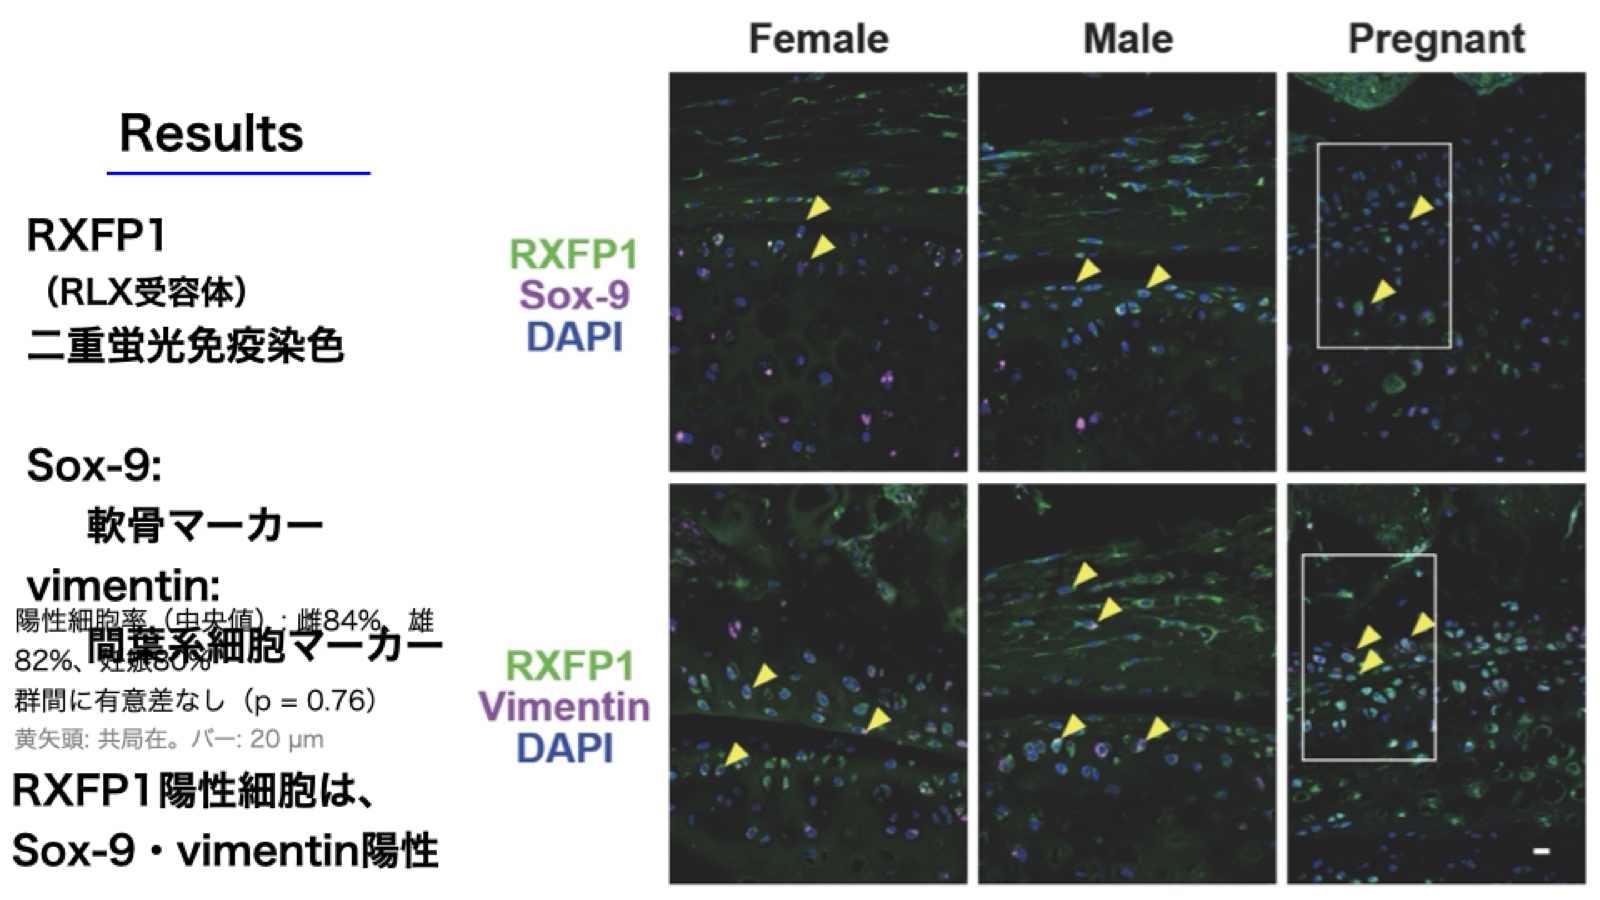 Results
RXFP1
（RLX受容体）
二重蛍光免疫染色
Sox-9:
軟骨マーカー
vimentin:
間葉系細胞マーカー
陽性細胞率（中央値）: 雌84%、雄
82%、妊娠80%
群間に有意差なし（p = 0.76）
黄矢頭: 共局在。バー: 20 μm
RXFP1陽性細胞は、
Sox-9・vimentin陽性
Female
Male
Pregnant
RXFP1
Sox-9
DAPI
RXFP1
Vimentin
DAPI